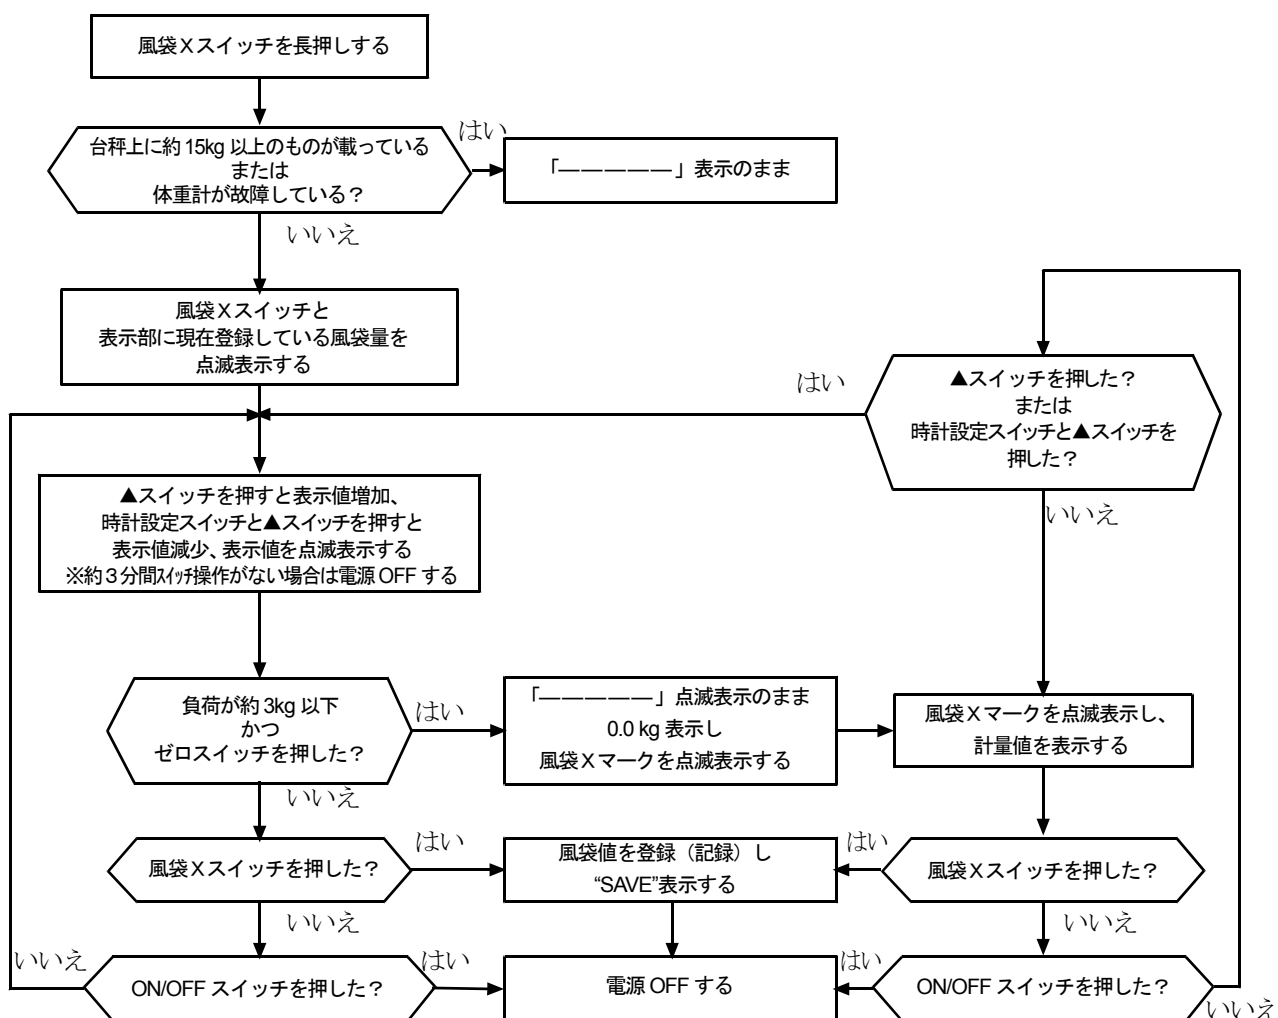 風袋Xスイッチを長押しする
台秤上に約15kg 以上のものが載っている
または
体重計が故障している？
はい
「―――――」表示のまま
いいえ
風袋Xスイッチと
表示部に現在登録している風袋量を
点滅表示する
はい
▲スイッチを押した？
または
時計設定スイッチと▲スイッチを
押した？
いいえ
▲スイッチを押すと表示値増加、
時計設定スイッチと▲スイッチを押すと
表示値減少、表示値を点滅表示する
※約３分間ｽｲｯﾁ操作がない場合は電源 OFF する
負荷が約 3kg 以下
かつ
ゼロスイッチを押した？
はい
「―――――」点滅表示のまま
0.0 kg 表示し
風袋Xマークを点滅表示する
風袋Xマークを点滅表示し、
計量値を表示する
いいえ
風袋Xスイッチを押した？
はい
風袋値を登録（記録）し
“SAVE”表示する
はい
風袋Xスイッチを押した？
いいえ
いいえ
いいえ
ON/OFF スイッチを押した？
はい
電源 OFF する
はい
ON/OFF スイッチを押した？
いいえ